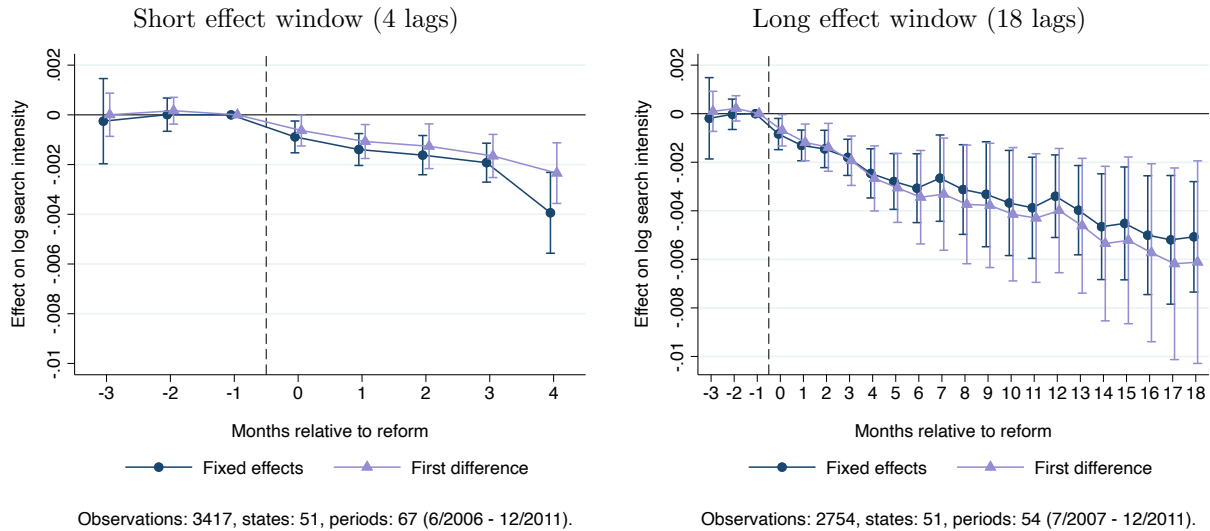 Short effect window (4 lags)
Effect on log search intensity
.002
0
-.002
-.004
-.006
-.008
-.01
-3 -2 -1 0 1 2 3 4
Months relative to reform
Fixed effects First difference
Observations: 3417, states: 51, periods: 67 (6/2006 - 12/2011).
Long effect window (18 lags)
Effect on log search intensity
.002
0
-.002
-.004
-.006
-.008
-.01
-3 -2 -1 0 1 2 3 4 5 6 7 8 9 10 11 12 13 14 15 16 17 18
Months relative to reform
Fixed effects First difference
Observations: 2754, states: 51, periods: 54 (7/2007 - 12/2011).